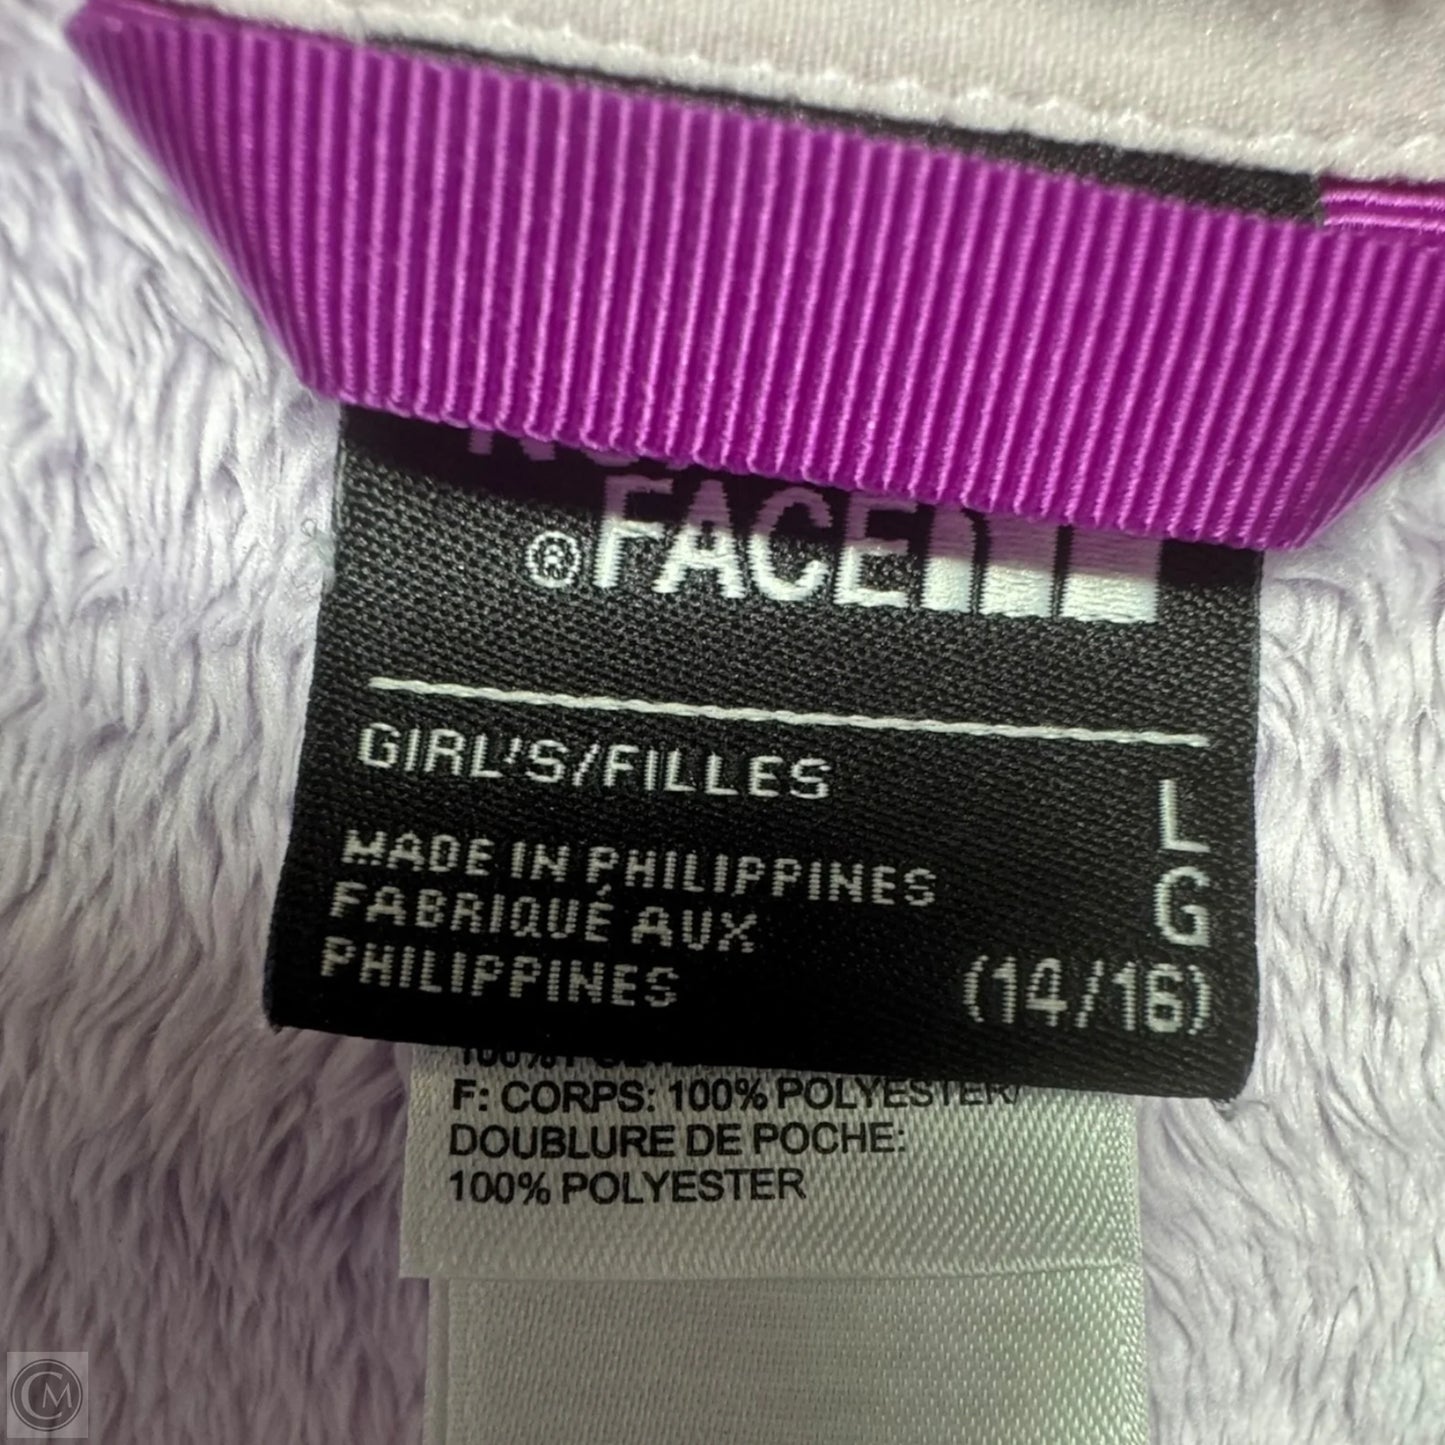 ® FACE
GIRL'S/FILLES L
G
MADE IN PHILIPPINES
FABRIQUÉ AUX
PHILIPPINES (14/16)
F: CORPS: 100% POLYESTER/
DOUBLURE DE POCHE:
100% POLYESTER
CM